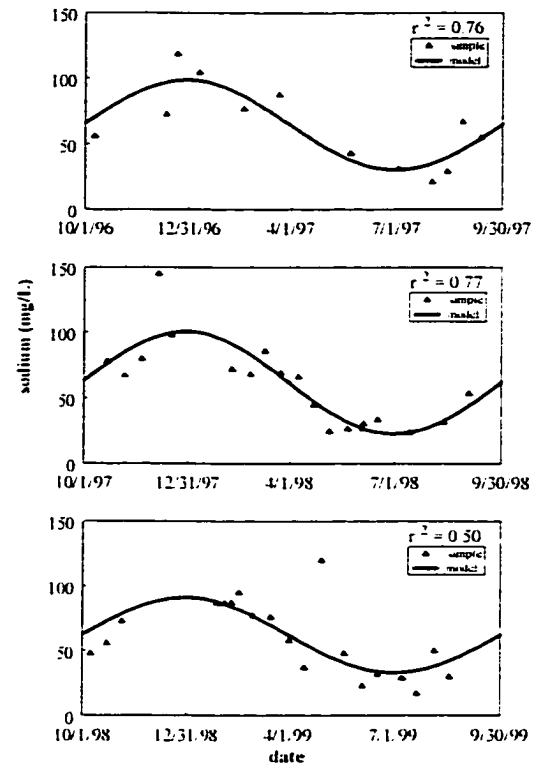 150
r² = 0.76
sample
model
100
50
0
10/1/96 12/31/96 4/1/97 7/1/97 9/30/97
150
r² = 0.77
sample
model
100
sodium (mg/L)
50
0
10/1/97 12/31/97 4/1/98 7/1/98 9/30/98
150
r² = 0.50
sample
model
100
50
0
10/1/98 12/31/98 4/1/99 7/1/99 9/30/99
date